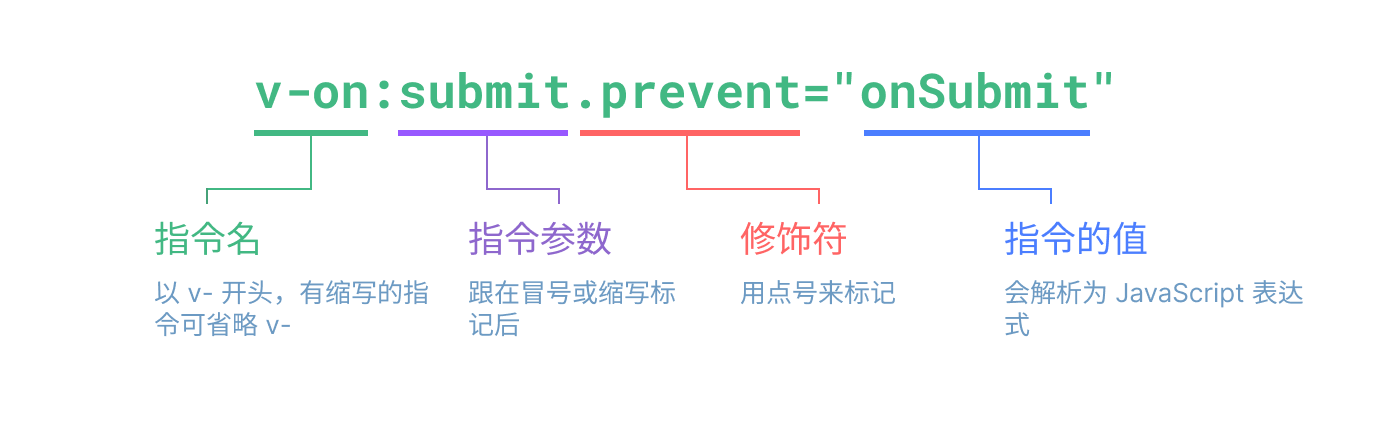 v-on:submit.prevent="onSubmit"
指令名
以 v- 开头，有缩写的指
令可省略 v-
指令参数
跟在冒号或缩写标
记后
修饰符
用点号来标记
指令的值
会解析为 JavaScript 表达
式